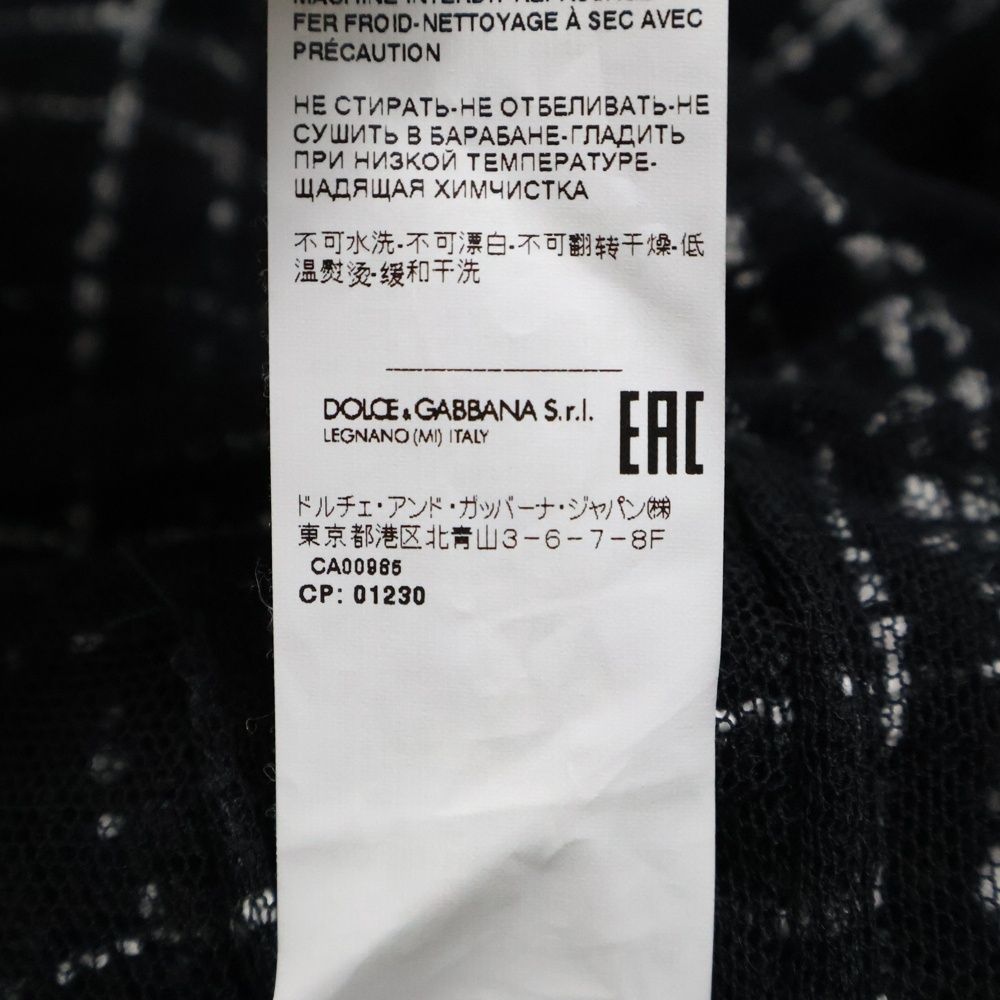 FER FROID-NETTOYAGE À SEC AVEC
PRÉCAUTION
НЕ СТИРАТЬ-НЕ ОТБЕЛИВАТЬ-НЕ
СУШИТЬ В БАРАБАНЕ-ГЛАДИТЬ
ПРИ НИЗКОЙ ТЕМПЕРАТУРЕ-
ЩАДЯЩАЯ ХИМЧИСТКА
不可水洗-不可漂白-不可翻转干燥-低
温熨烫-缓和干洗
DOLCE & GABBANA S.r.l.
LEGNANO (MI) ITALY
EAC
ドルチェ・アンド・ガッバーナ・ジャパン㈱
東京都港区北青山3-6-7-8F
CA00985
CP: 01230